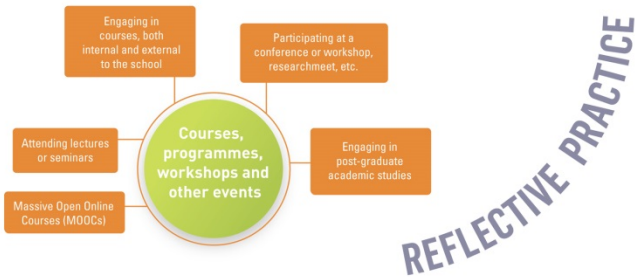 Engaging in
courses, both
internal and external
to the school
Participating at a
conference or workshop,
researchmeet, etc.
Attending lectures
or seminars
Courses,
programmes,
workshops and
other events
Engaging in
post-graduate
academic studies
Massive Open Online
Courses (MOOCs)
REFLECTIVE PRACTICE